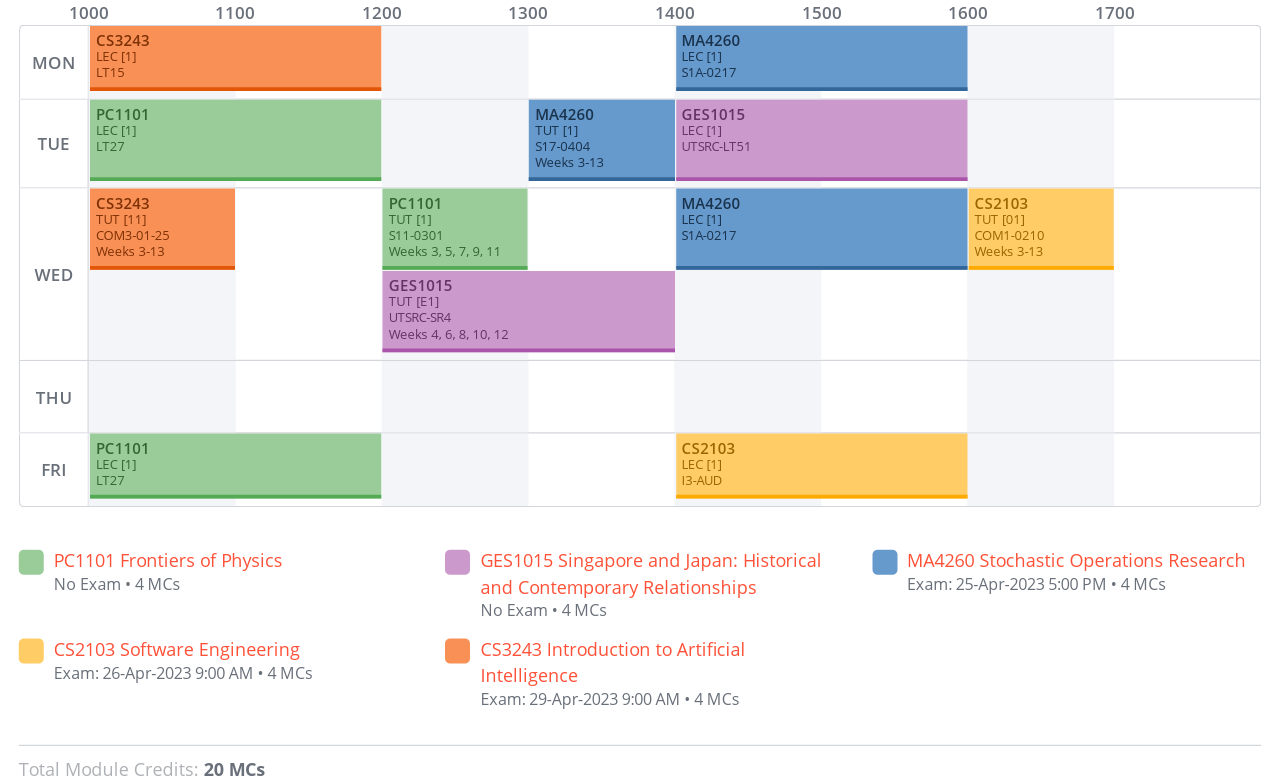 1000 1100 1200 1300 1400 1500 1600 1700
MON
CS3243
LEC [1]
LT15
MA4260
LEC [1]
S1A-0217
TUE
PC1101
LEC [1]
LT27
MA4260
TUT [1]
S17-0404
Weeks 3-13
GES1015
LEC [1]
UTSRC-LT51
WED
CS3243
TUT [11]
COM3-01-25
Weeks 3-13
PC1101
TUT [1]
S11-0301
Weeks 3, 5, 7, 9, 11
MA4260
LEC [1]
S1A-0217
CS2103
TUT [01]
COM1-0210
Weeks 3-13
GES1015
TUT [E1]
UTSRC-SR4
Weeks 4, 6, 8, 10, 12
THU
FRI
PC1101
LEC [1]
LT27
CS2103
LEC [1]
I3-AUD
PC1101 Frontiers of Physics
No Exam • 4 MCs
GES1015 Singapore and Japan: Historical
and Contemporary Relationships
No Exam • 4 MCs
MA4260 Stochastic Operations Research
Exam: 25-Apr-2023 5:00 PM • 4 MCs
CS2103 Software Engineering
Exam: 26-Apr-2023 9:00 AM • 4 MCs
CS3243 Introduction to Artificial
Intelligence
Exam: 29-Apr-2023 9:00 AM • 4 MCs
Total Module Credits: 20 MCs